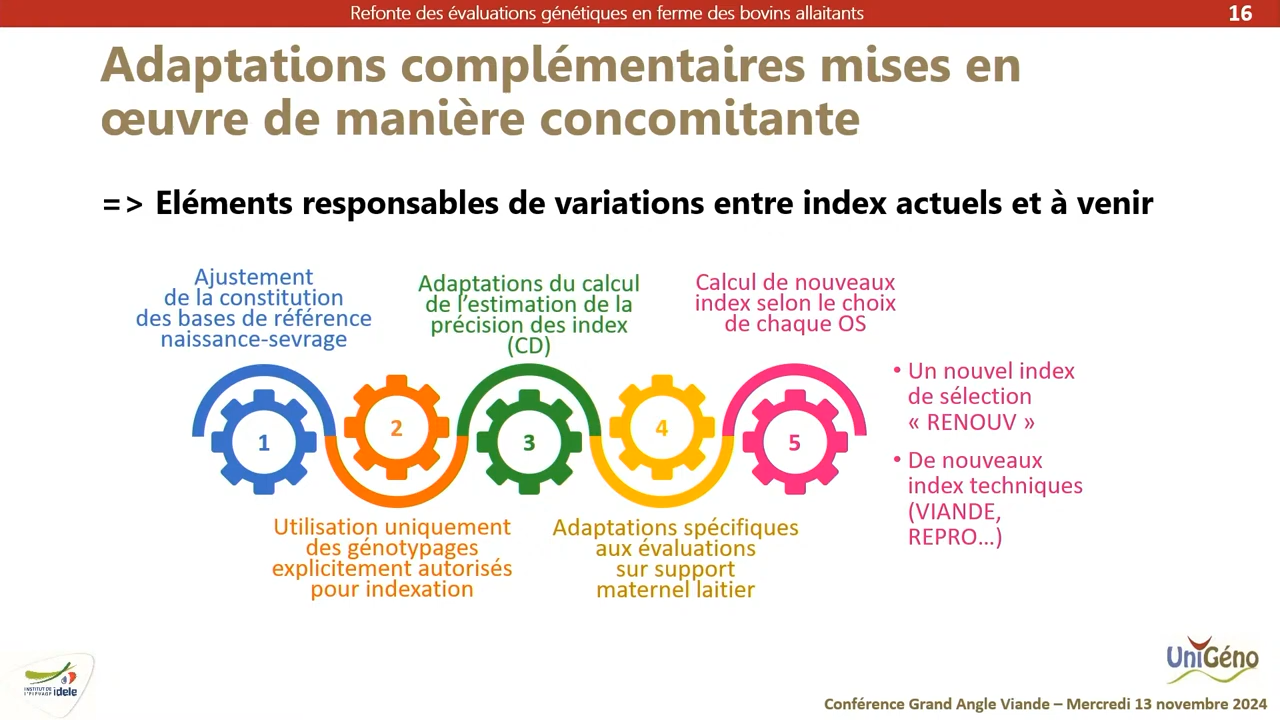 Refonte des évaluations génétiques en ferme des bovins allaitants
16
Adaptations complémentaires mises en
œuvre de manière concomitante
=> Eléments responsables de variations entre index actuels et à venir
Ajustement
de la constitution
des bases de référence
naissance-sevrage
Adaptations du calcul
de l'estimation de la
précision des index
(CD)
Calcul de nouveaux
index selon le choix
de chaque OS
1
2
3
4
5
• Un nouvel index
de sélection
« RENOUV »
• De nouveaux
index techniques
(VIANDE,
REPRO…)
Utilisation uniquement
des génotypages
explicitement autorisés
pour indexation
Adaptations spécifiques
aux évaluations
sur support
maternel laitier
INSTITUT DE
L'ELEVAGE idele
UniGéno
Conférence Grand Angle Viande – Mercredi 13 novembre 2024